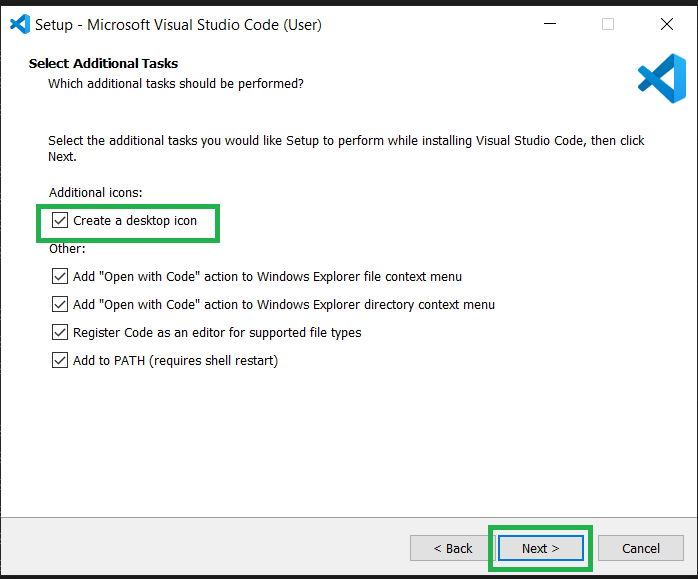 Setup - Microsoft Visual Studio Code (User)
Select Additional Tasks
Which additional tasks should be performed?
Select the additional tasks you would like Setup to perform while installing Visual Studio Code, then click
Next.
Additional icons:
Create a desktop icon
Other:
Add "Open with Code" action to Windows Explorer file context menu
Add "Open with Code" action to Windows Explorer directory context menu
Register Code as an editor for supported file types
Add to PATH (requires shell restart)
< Back
Next >
Cancel